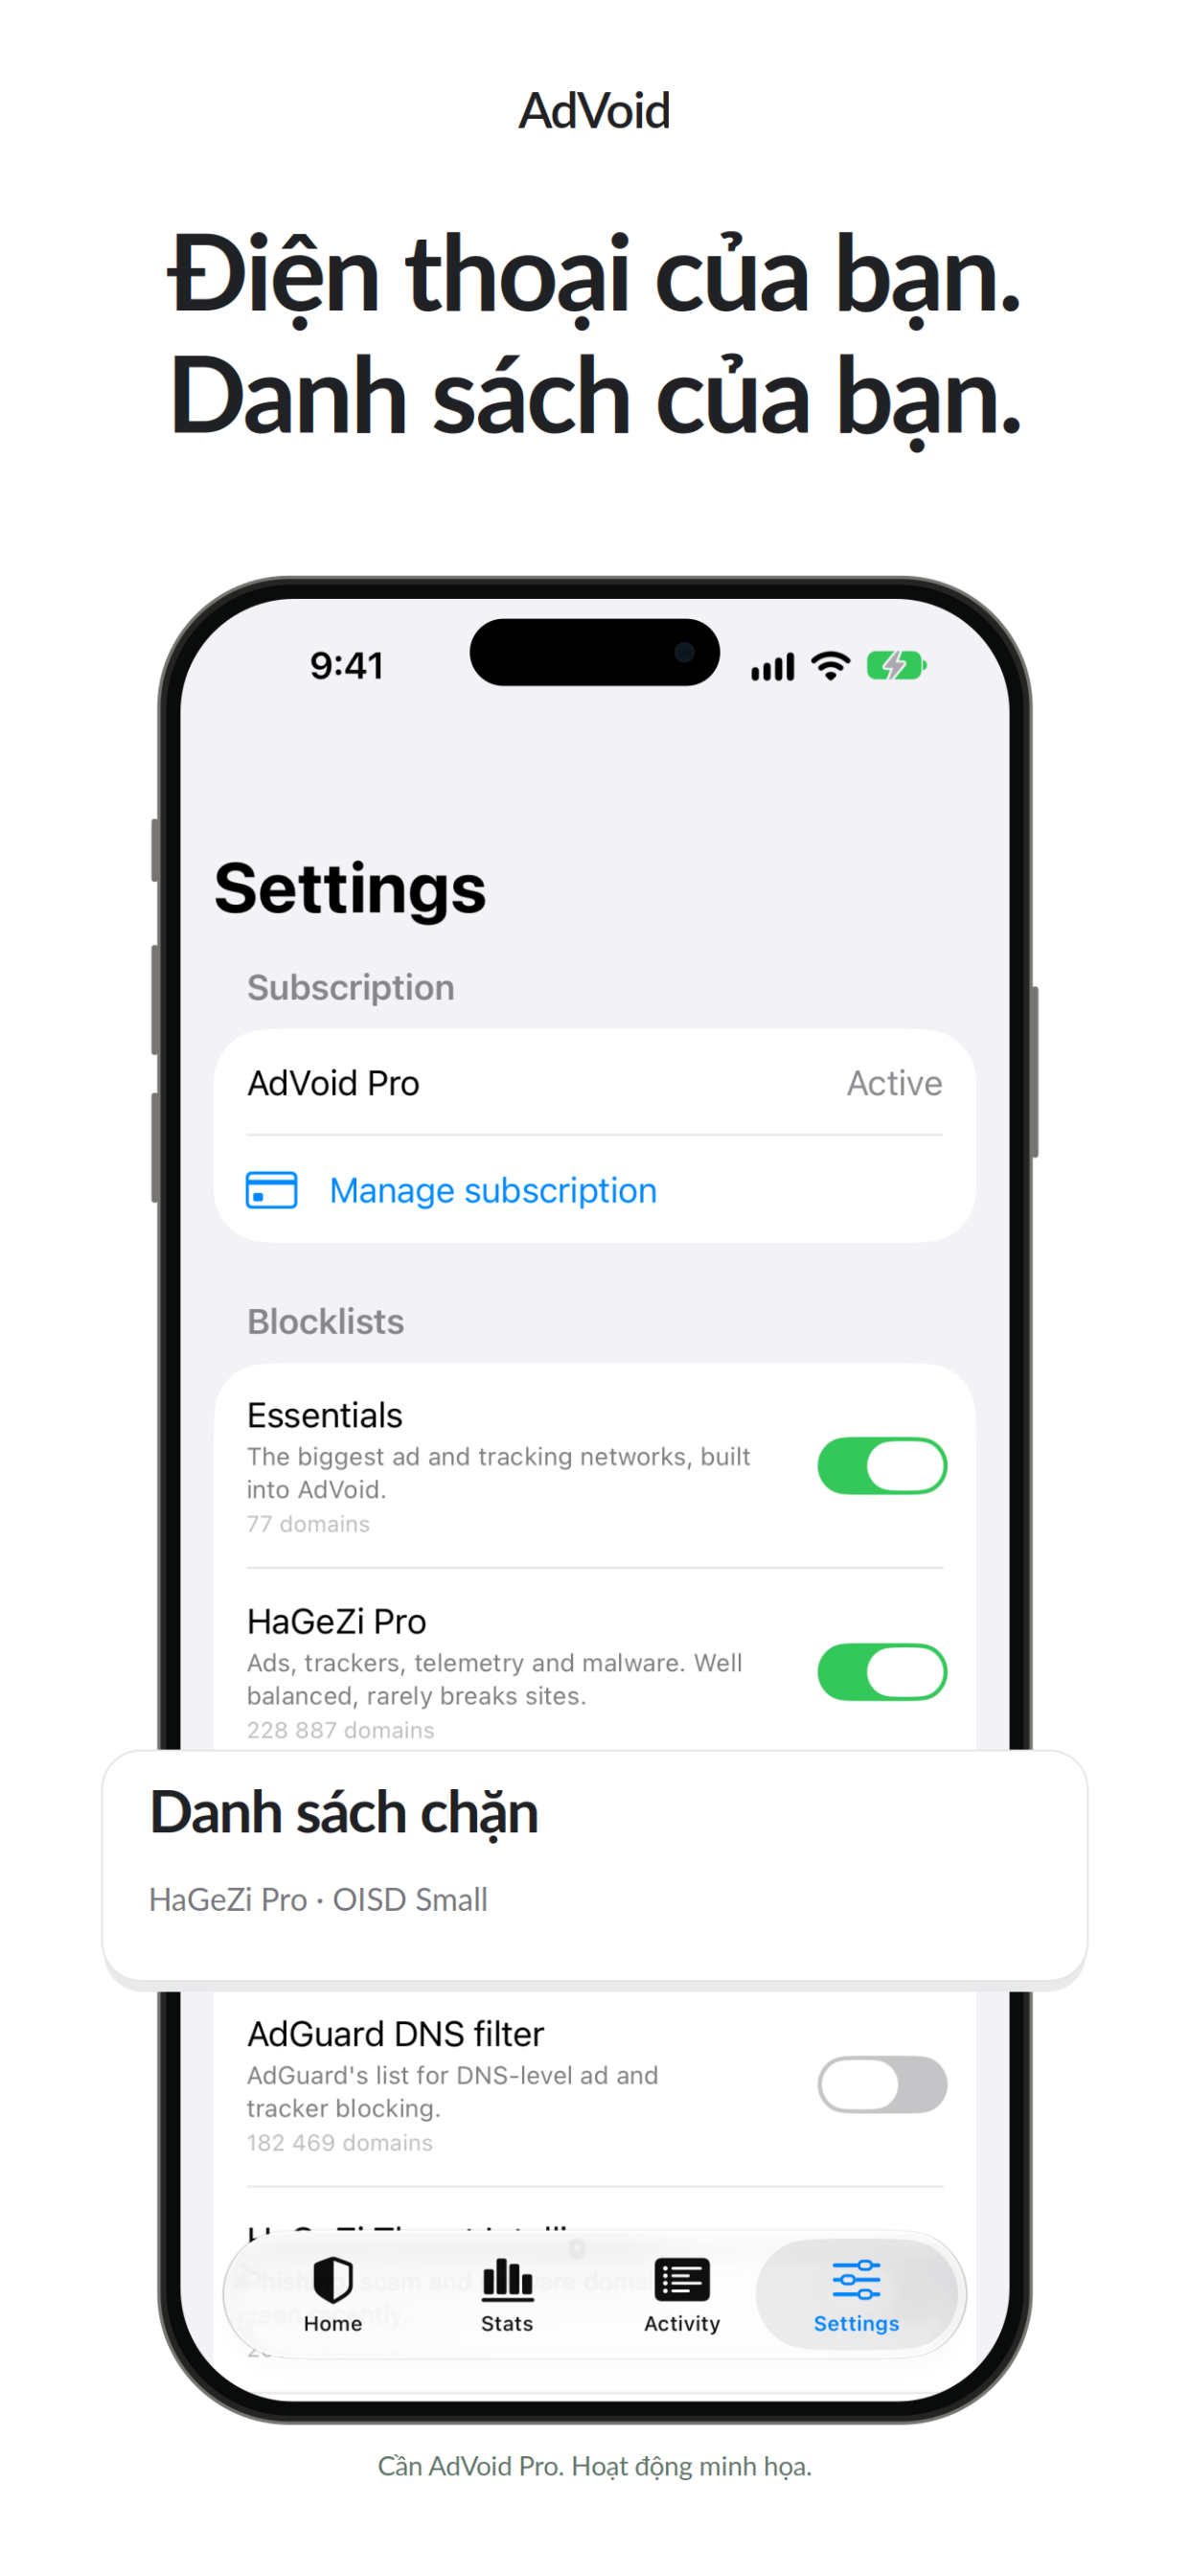 AdVoid
Điện thoại của bạn.
Danh sách của bạn.
9:41
Settings
Subscription
AdVoid Pro
Active
Manage subscription
Blocklists
Essentials
The biggest ad and tracking networks, built
into AdVoid.
77 domains
HaGeZi Pro
Ads, trackers, telemetry and malware. Well
balanced, rarely breaks sites.
228 887 domains
Danh sách chặn
HaGeZi Pro · OISD Small
AdGuard DNS filter
AdGuard's list for DNS-level ad and
tracker blocking.
182 469 domains
Home
Stats
Activity
Settings
Cần AdVoid Pro. Hoạt động minh họa.